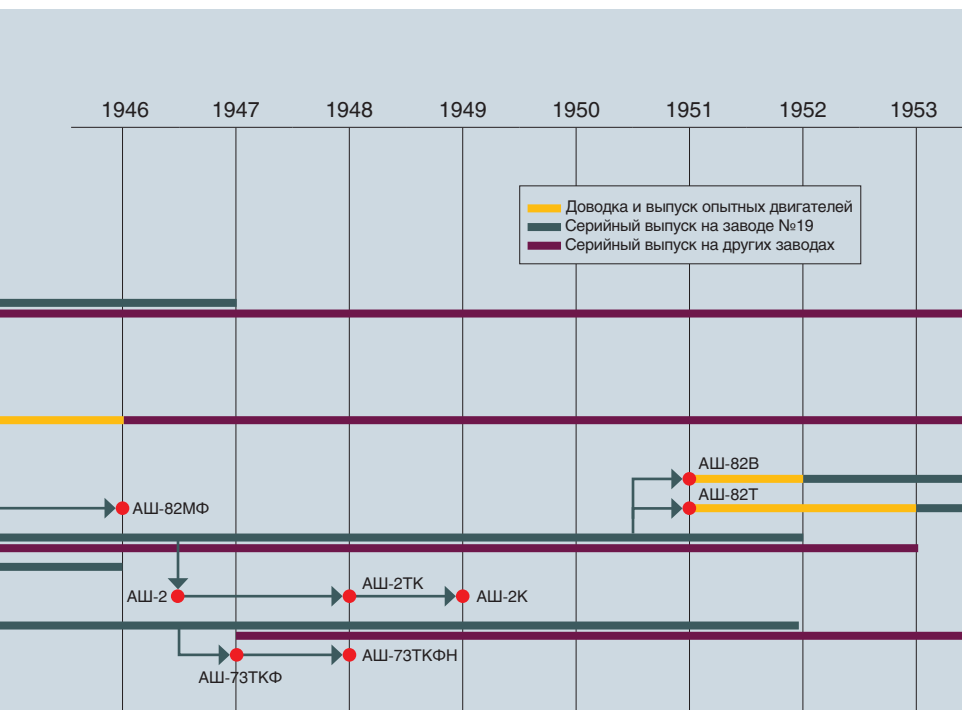 1946 1947 1948 1949 1950 1951 1952 1953
Доводка и выпуск опытных двигателей
Серийный выпуск на заводе №19
Серийный выпуск на других заводах
АШ-82В
АШ-82Т
АШ-82МФ
АШ-2ТК
АШ-2
АШ-2К
АШ-73ТКФН
АШ-73ТКФ